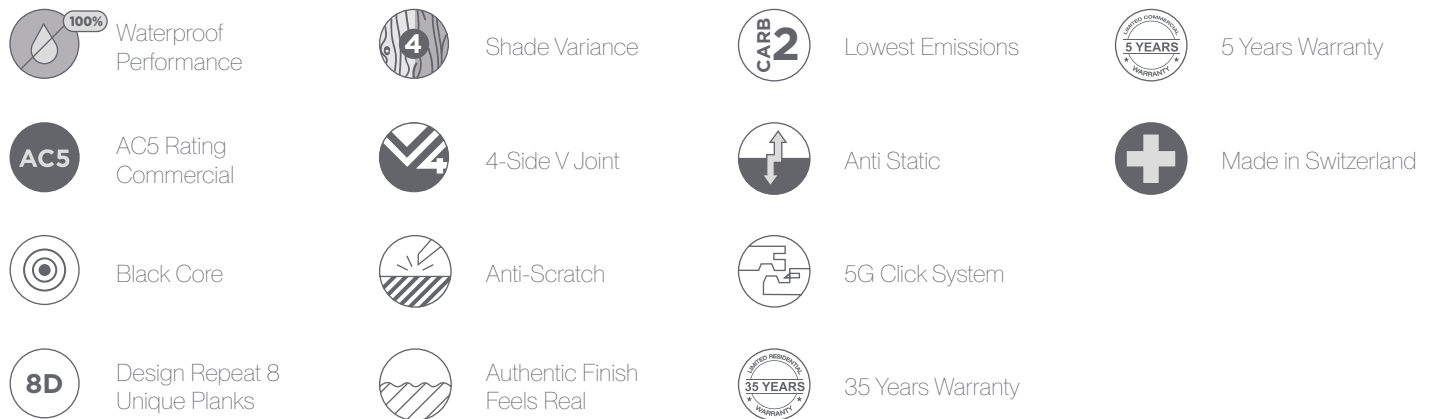 100%
Waterproof
Performance
4
Shade Variance
CARB
2
Lowest Emissions
LIMITED COMMERCIAL
5 YEARS
WARRANTY
5 Years Warranty
AC5
AC5 Rating
Commercial
4
4-Side V Joint
Anti Static
Made in Switzerland
Black Core
Anti-Scratch
5G Click System
8D
Design Repeat 8
Unique Planks
Authentic Finish
Feels Real
LIMITED RESIDENTIAL
35 YEARS
WARRANTY
35 Years Warranty